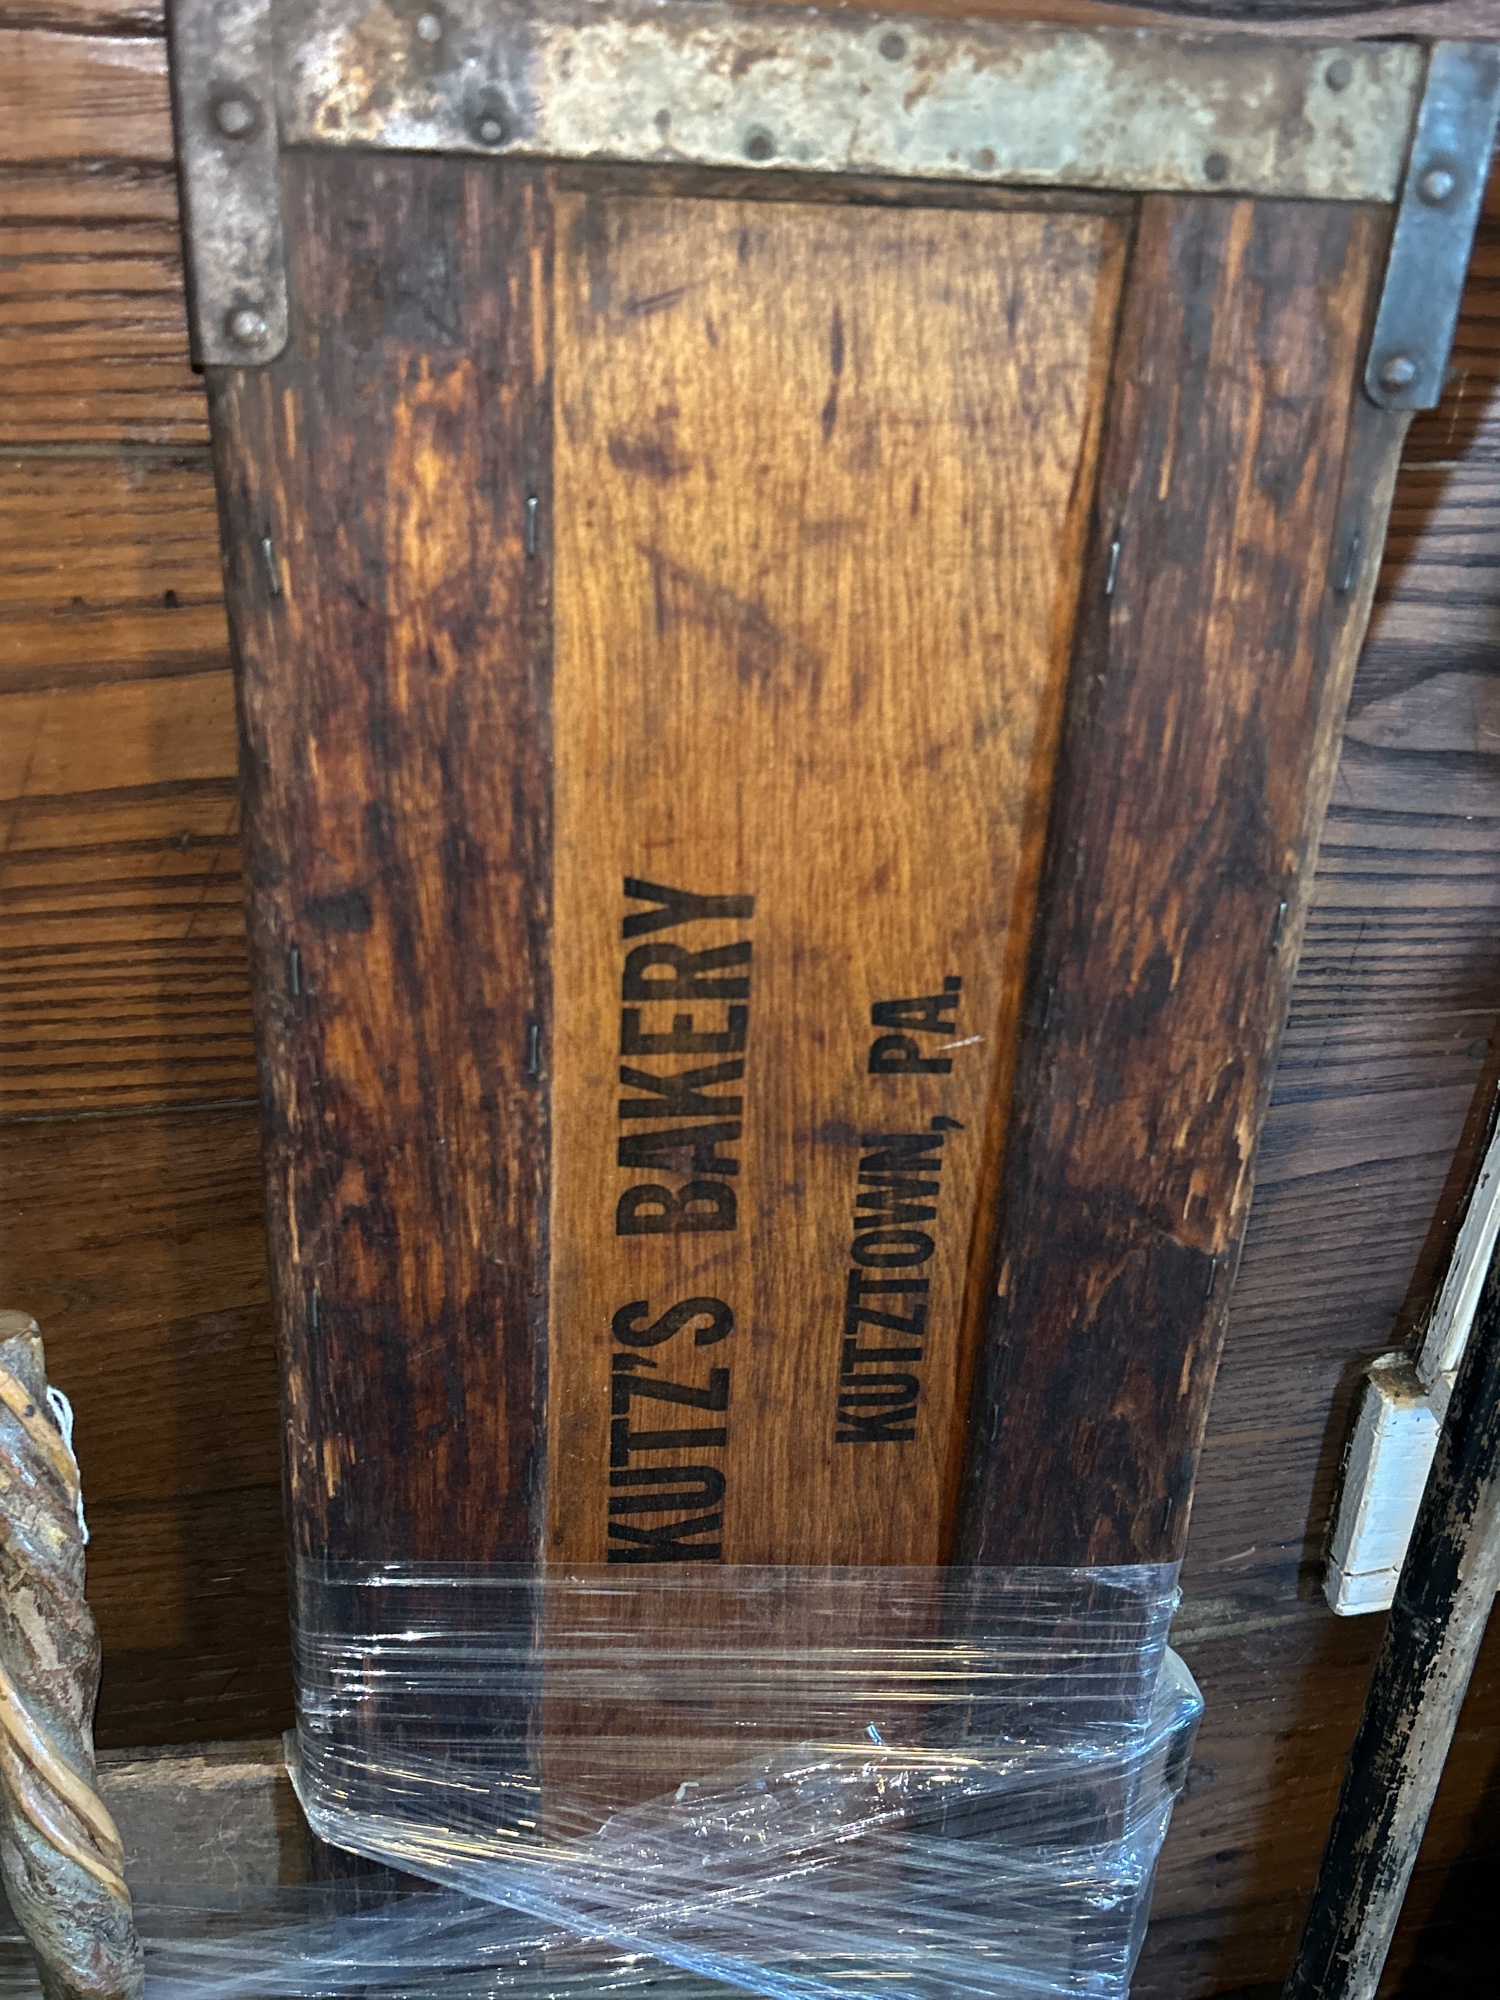 KUTZ'S BAKERY
KUTZTOWN, PA.